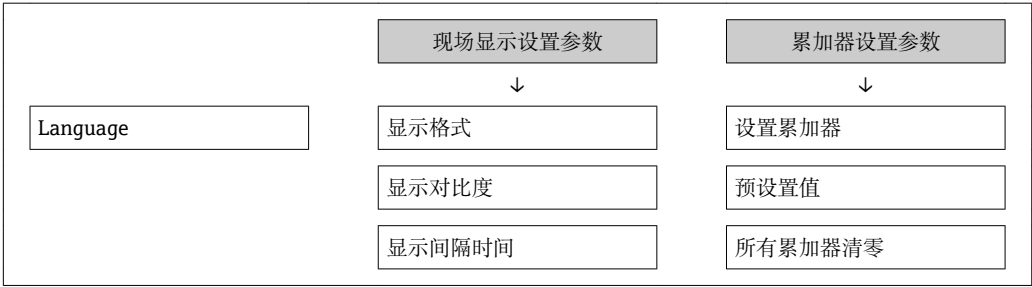 现场显示设置参数
累加器设置参数
↓
↓
Language
显示格式
设置累加器
显示对比度
预设置值
显示间隔时间
所有累加器清零